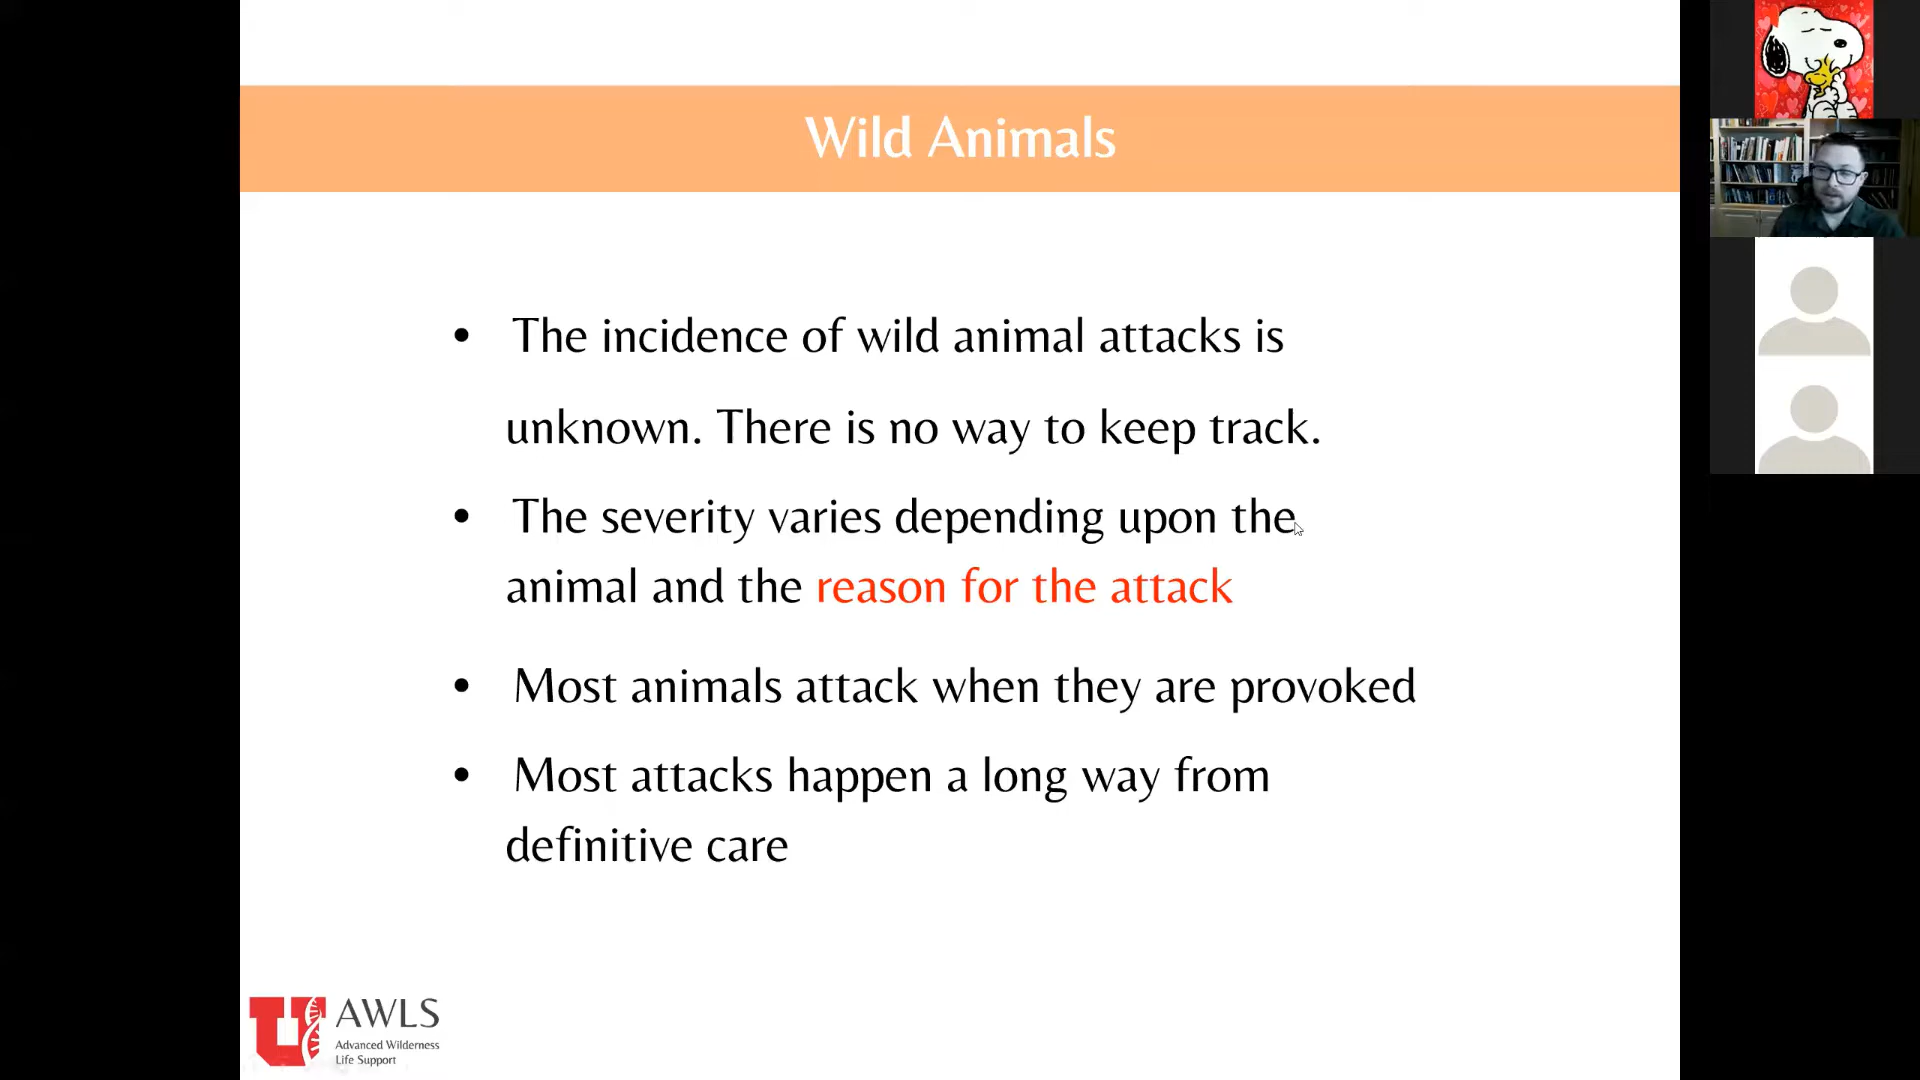 Wild Animals
• The incidence of wild animal attacks is
unknown. There is no way to keep track.
• The severity varies depending upon the
animal and the reason for the attack
• Most animals attack when they are provoked
• Most attacks happen a long way from
definitive care
U AWLS
Advanced Wilderness
Life Support